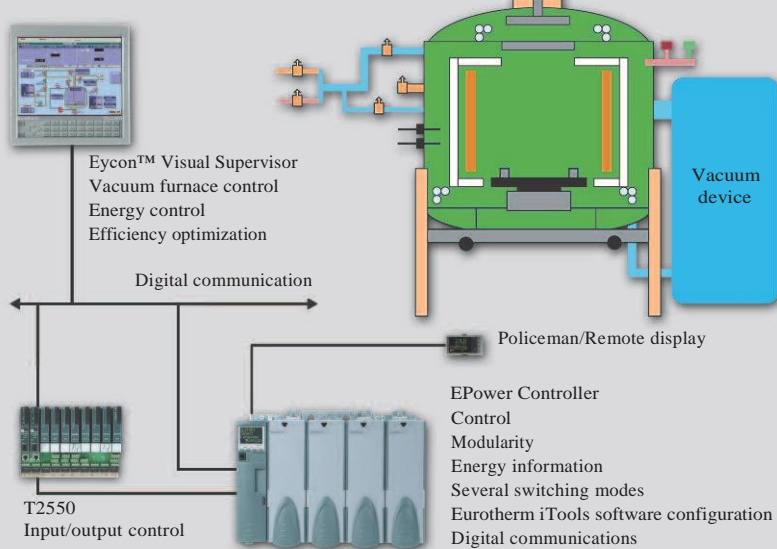 Eycon™ Visual Supervisor
Vacuum furnace control
Energy control
Efficiency optimization
Vacuum
device
Digital communication
Policeman/Remote display
EPower Controller
Control
Modularity
Energy information
Several switching modes
Eurotherm iTools software configuration
Digital communications
T2550
Input/output control